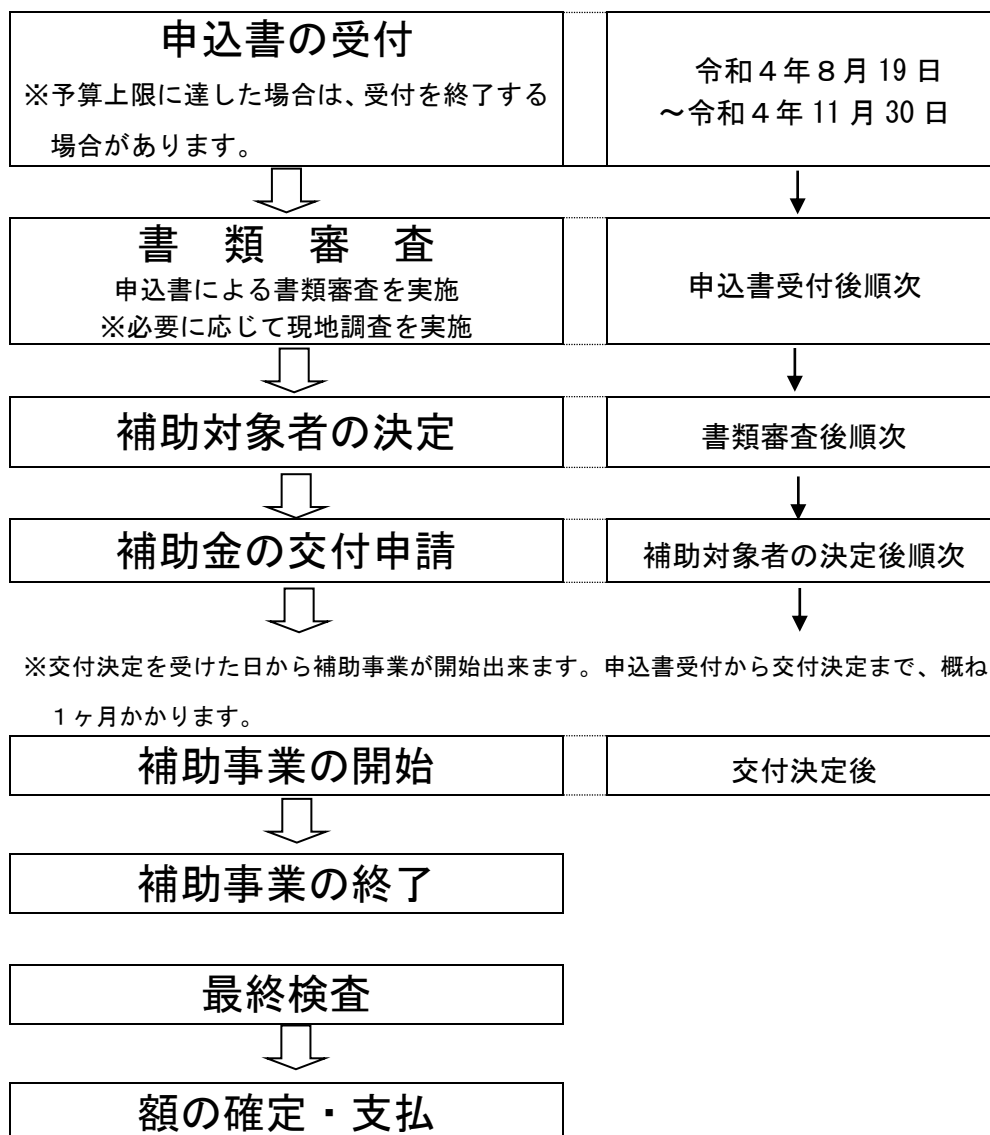 申込書の受付
※予算上限に達した場合は、受付を終了する
場合があります。
令和４年８月 19 日
～令和４年 11 月 30 日
書　類　審　査
申込書による書類審査を実施
※必要に応じて現地調査を実施
申込書受付後順次
補助対象者の決定
書類審査後順次
補助金の交付申請
補助対象者の決定後順次
※交付決定を受けた日から補助事業が開始出来ます。申込書受付から交付決定まで、概ね
１ヶ月かかります。
補助事業の開始
交付決定後
補助事業の終了
最終検査
額の確定・支払